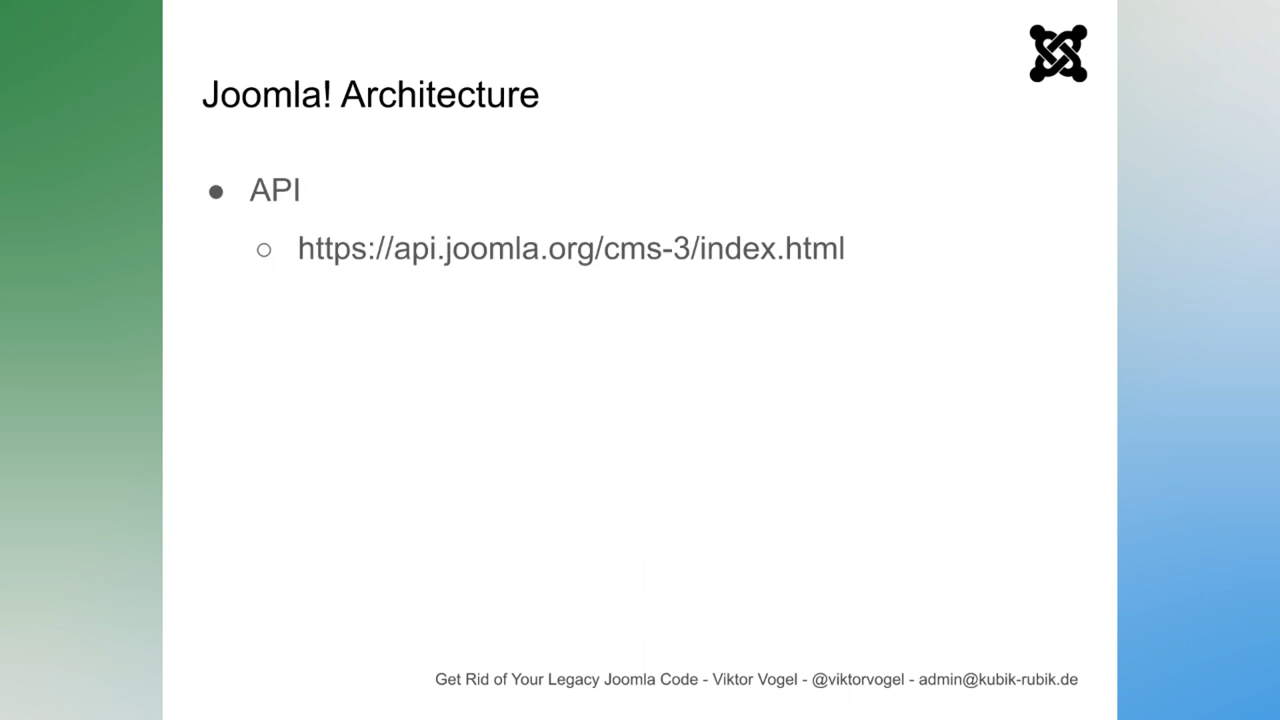 Joomla! Architecture
● API
○ https://api.joomla.org/cms-3/index.html
Get Rid of Your Legacy Joomla Code - Viktor Vogel - @viktorvogel - admin@kubik-rubik.de